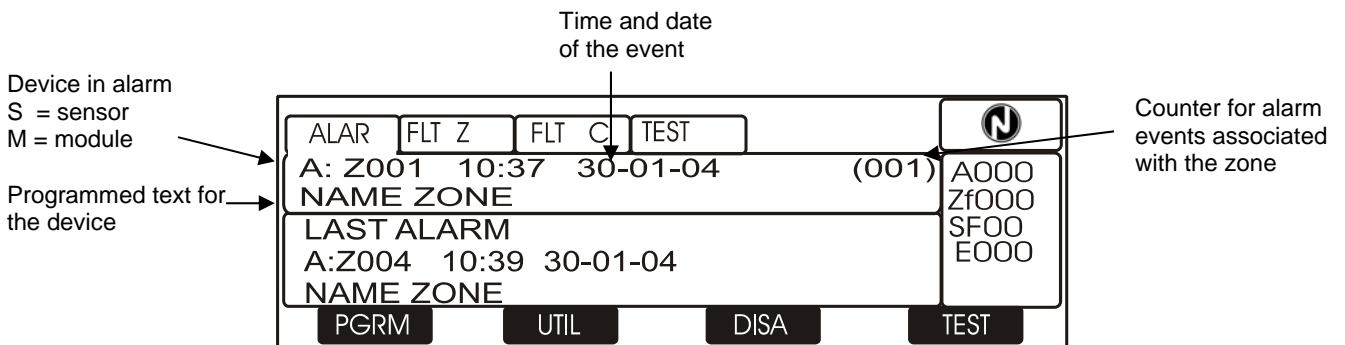 Time and date
of the event
Device in alarm
S = sensor
M = module
Programmed text for
the device
Counter for alarm
events associated
with the zone
ALAR FLT Z FLT C TEST
N
A: Z001 10:37 30-01-04 (001)
NAME ZONE
LAST ALARM
A:Z004 10:39 30-01-04
NAME ZONE
A000
Zf000
SF00
E000
PGRM UTIL DISA TEST